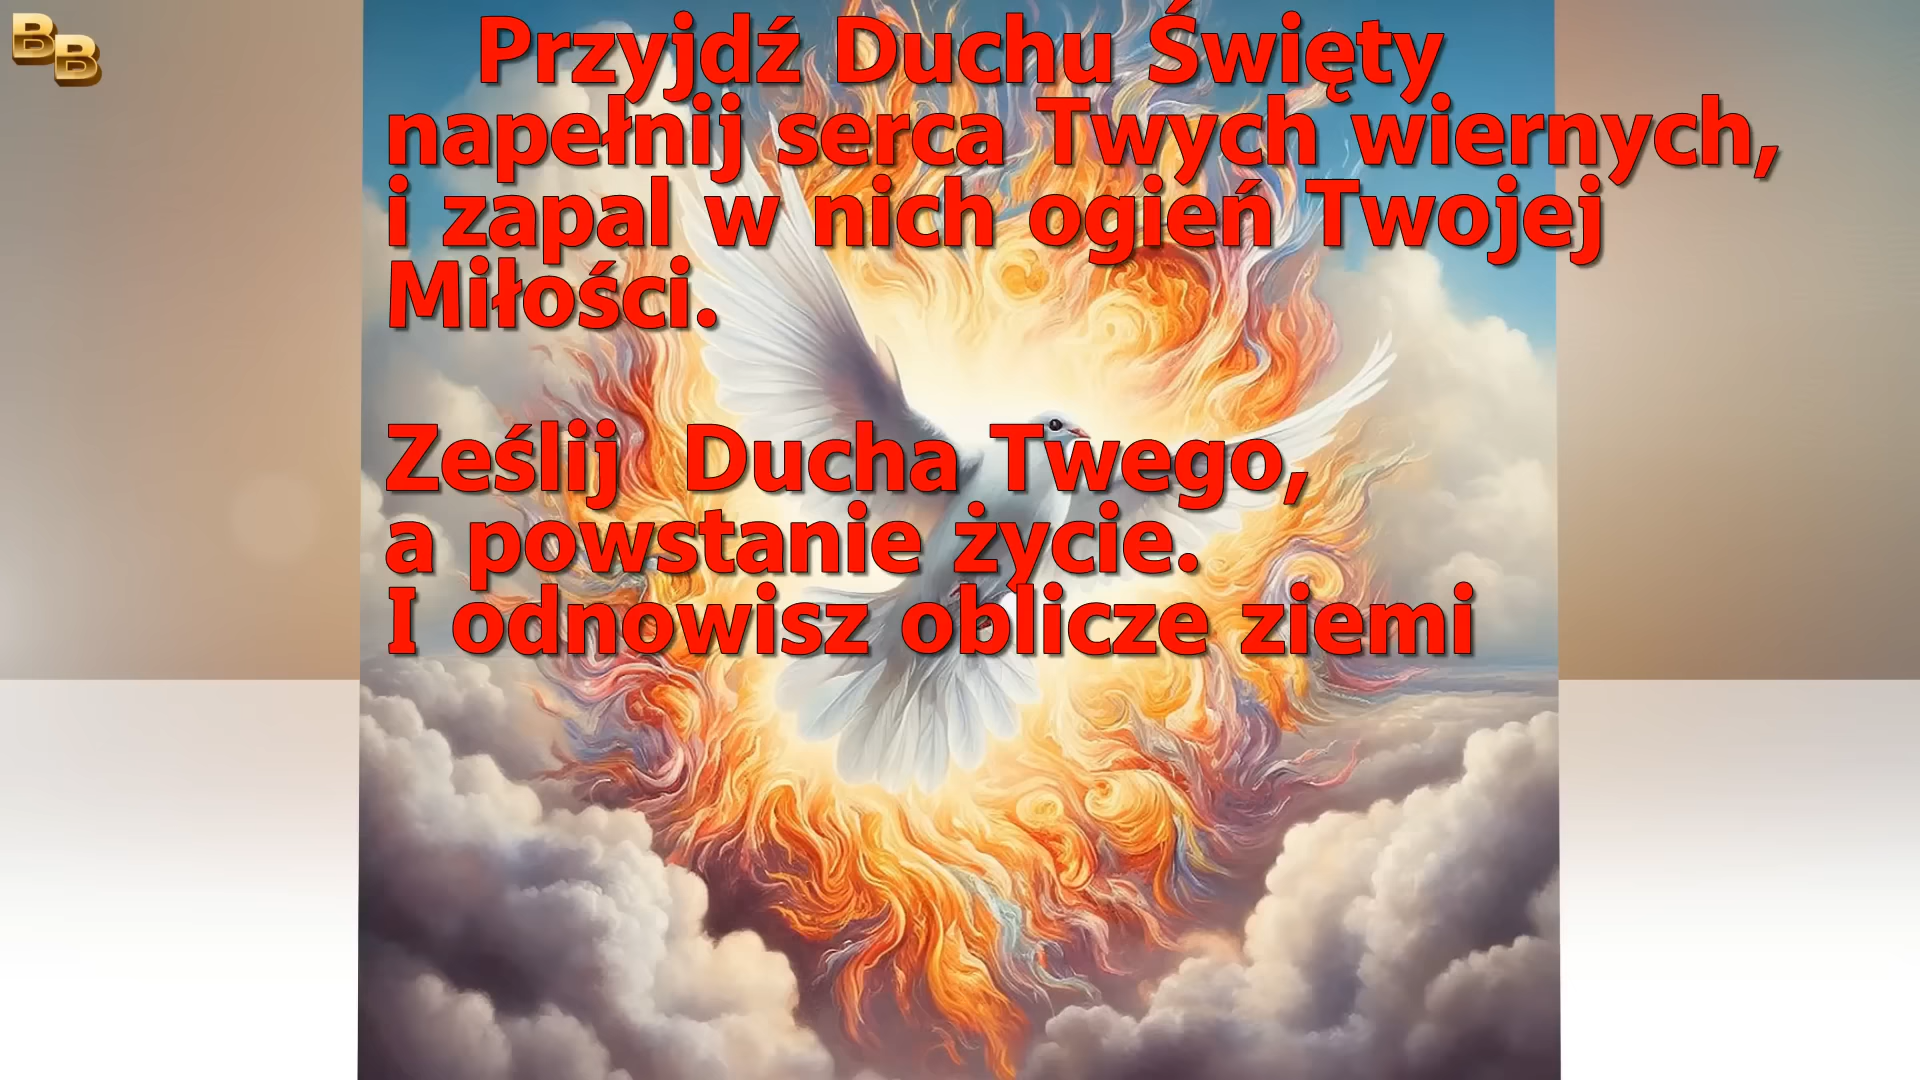 BB
Przyjdź Duchu Święty
napełnij serca Twych wiernych,
i zapal w nich ogień Twojej
Miłości.
Ześlij Ducha Twego,
a powstanie życie.
I odnowisz oblicze ziemi